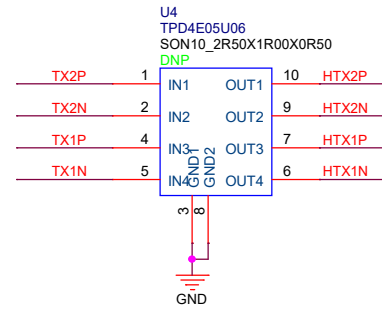 U4
TPD4E05U06
SON10_2R50X1R00X0R50
DNP
TX2P 1 IN1 OUT1 10 HTX2P
TX2N 2 IN2 OUT2 9 HTX2N
TX1P 4 IN3 OUT3 7 HTX1P
TX1N 5 IN4 OUT4 6 HTX1N
GND1
GND2
3
8
GND